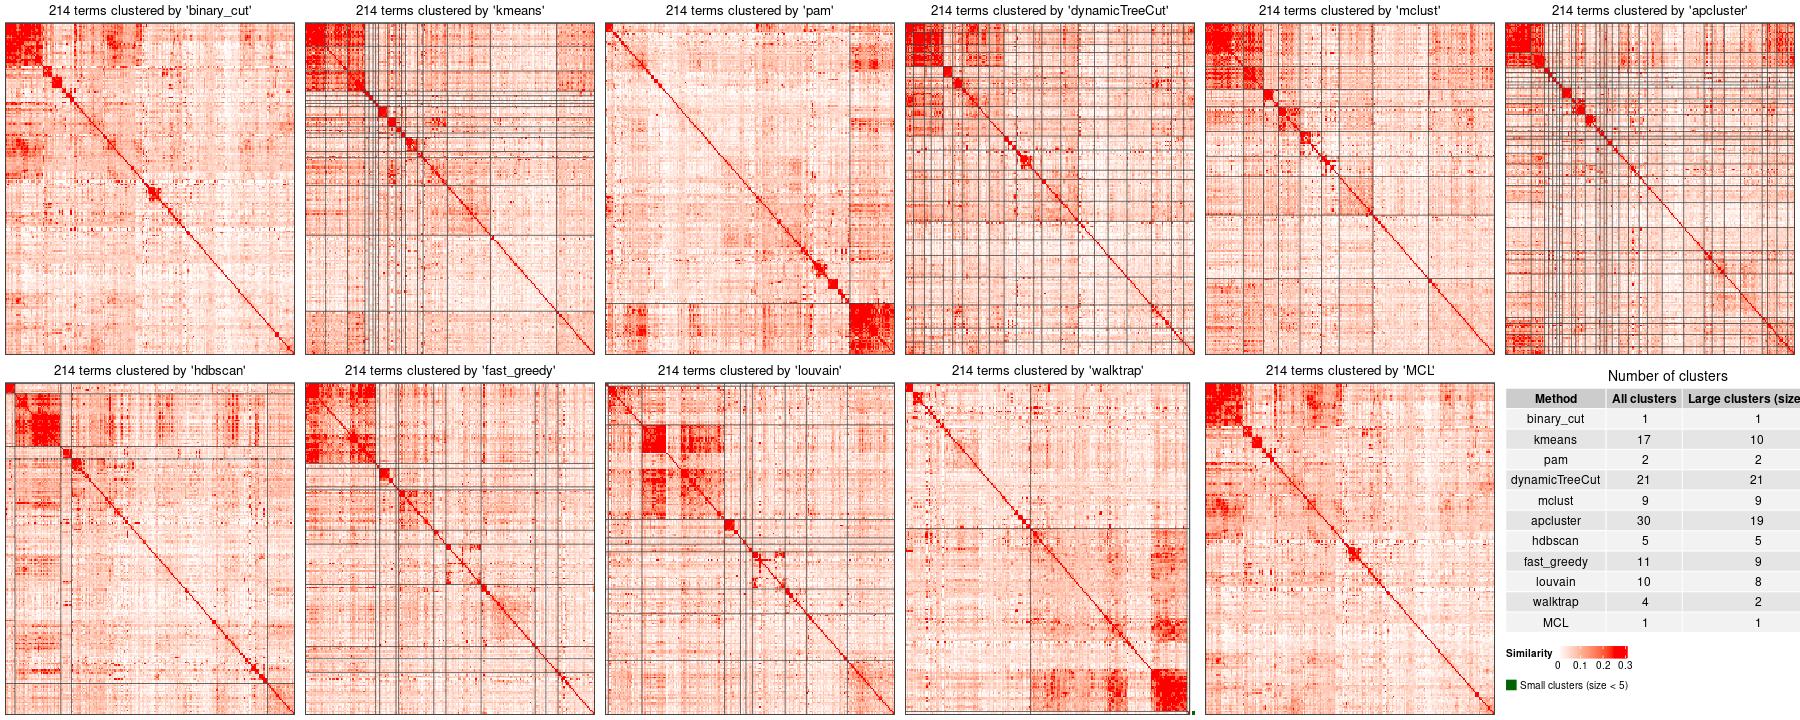 214 terms clustered by 'binary_cut'
214 terms clustered by 'kmeans'
214 terms clustered by 'pam'
214 terms clustered by 'dynamicTreeCut'
214 terms clustered by 'mclust'
214 terms clustered by 'apcluster'
214 terms clustered by 'hdbscan'
214 terms clustered by 'fast_greedy'
214 terms clustered by 'louvain'
214 terms clustered by 'walktrap'
214 terms clustered by 'MCL'
Number of clusters
Method All clusters Large clusters (size
binary_cut 1 1
kmeans 17 10
pam 2 2
dynamicTreeCut 21 21
mclust 9 9
apcluster 30 19
hdbscan 5 5
fast_greedy 11 9
louvain 10 8
walktrap 4 2
MCL 1 1
Similarity
0 0.1 0.2 0.3
Small clusters (size < 5)